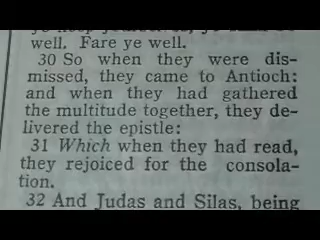 well. Fare ye well.
30 So when they were dis-
missed, they came to Antioch:
and when they had gathered
the multitude together, they de-
livered the epistle:
31 Which when they had read,
they rejoiced for the consola-
tion.
32 And Judas and Silas, being